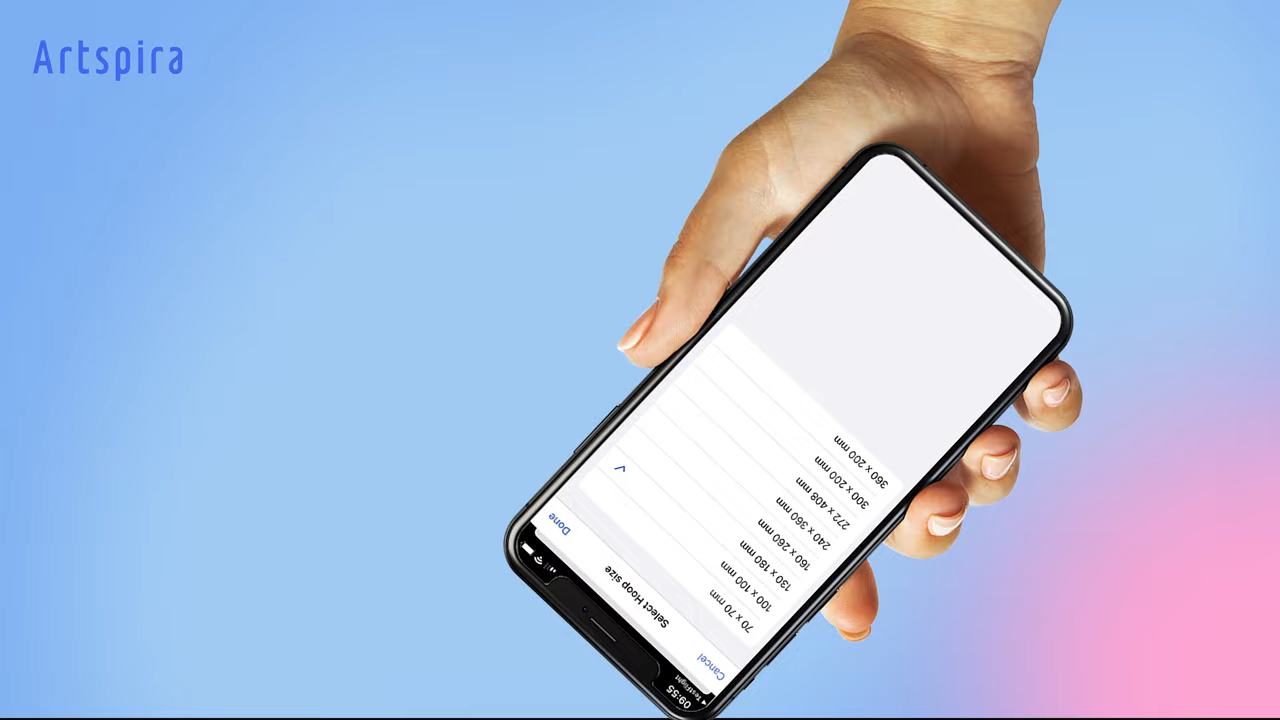 Artspira
09:55
◀ TestFlight
Cancel
Select Hoop size
Done
70 x 70 mm
100 x 100 mm
130 x 180 mm
160 x 260 mm
240 x 360 mm
272 x 408 mm
300 x 200 mm
360 x 200 mm